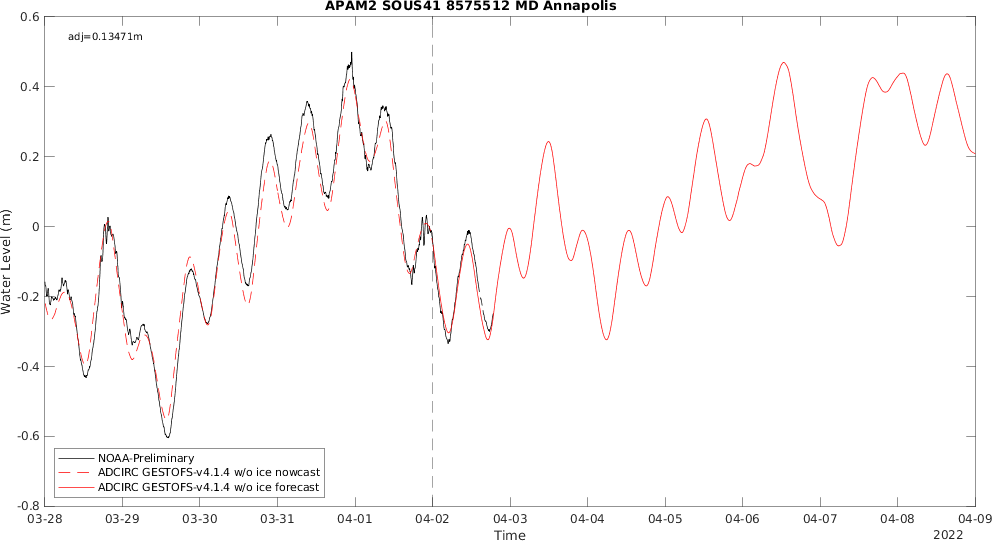 APAM2 SOUS41 8575512 MD Annapolis
adj=0.13471m
0.6
0.4
0.2
0
-0.2
-0.4
-0.6
-0.8
Water Level (m)
NOAA-Preliminary
ADCIRC GESTOFS-v4.1.4 w/o ice nowcast
ADCIRC GESTOFS-v4.1.4 w/o ice forecast
03-28 03-29 03-30 03-31 04-01 04-02 04-03 04-04 04-05 04-06 04-07 04-08 04-09
Time
2022